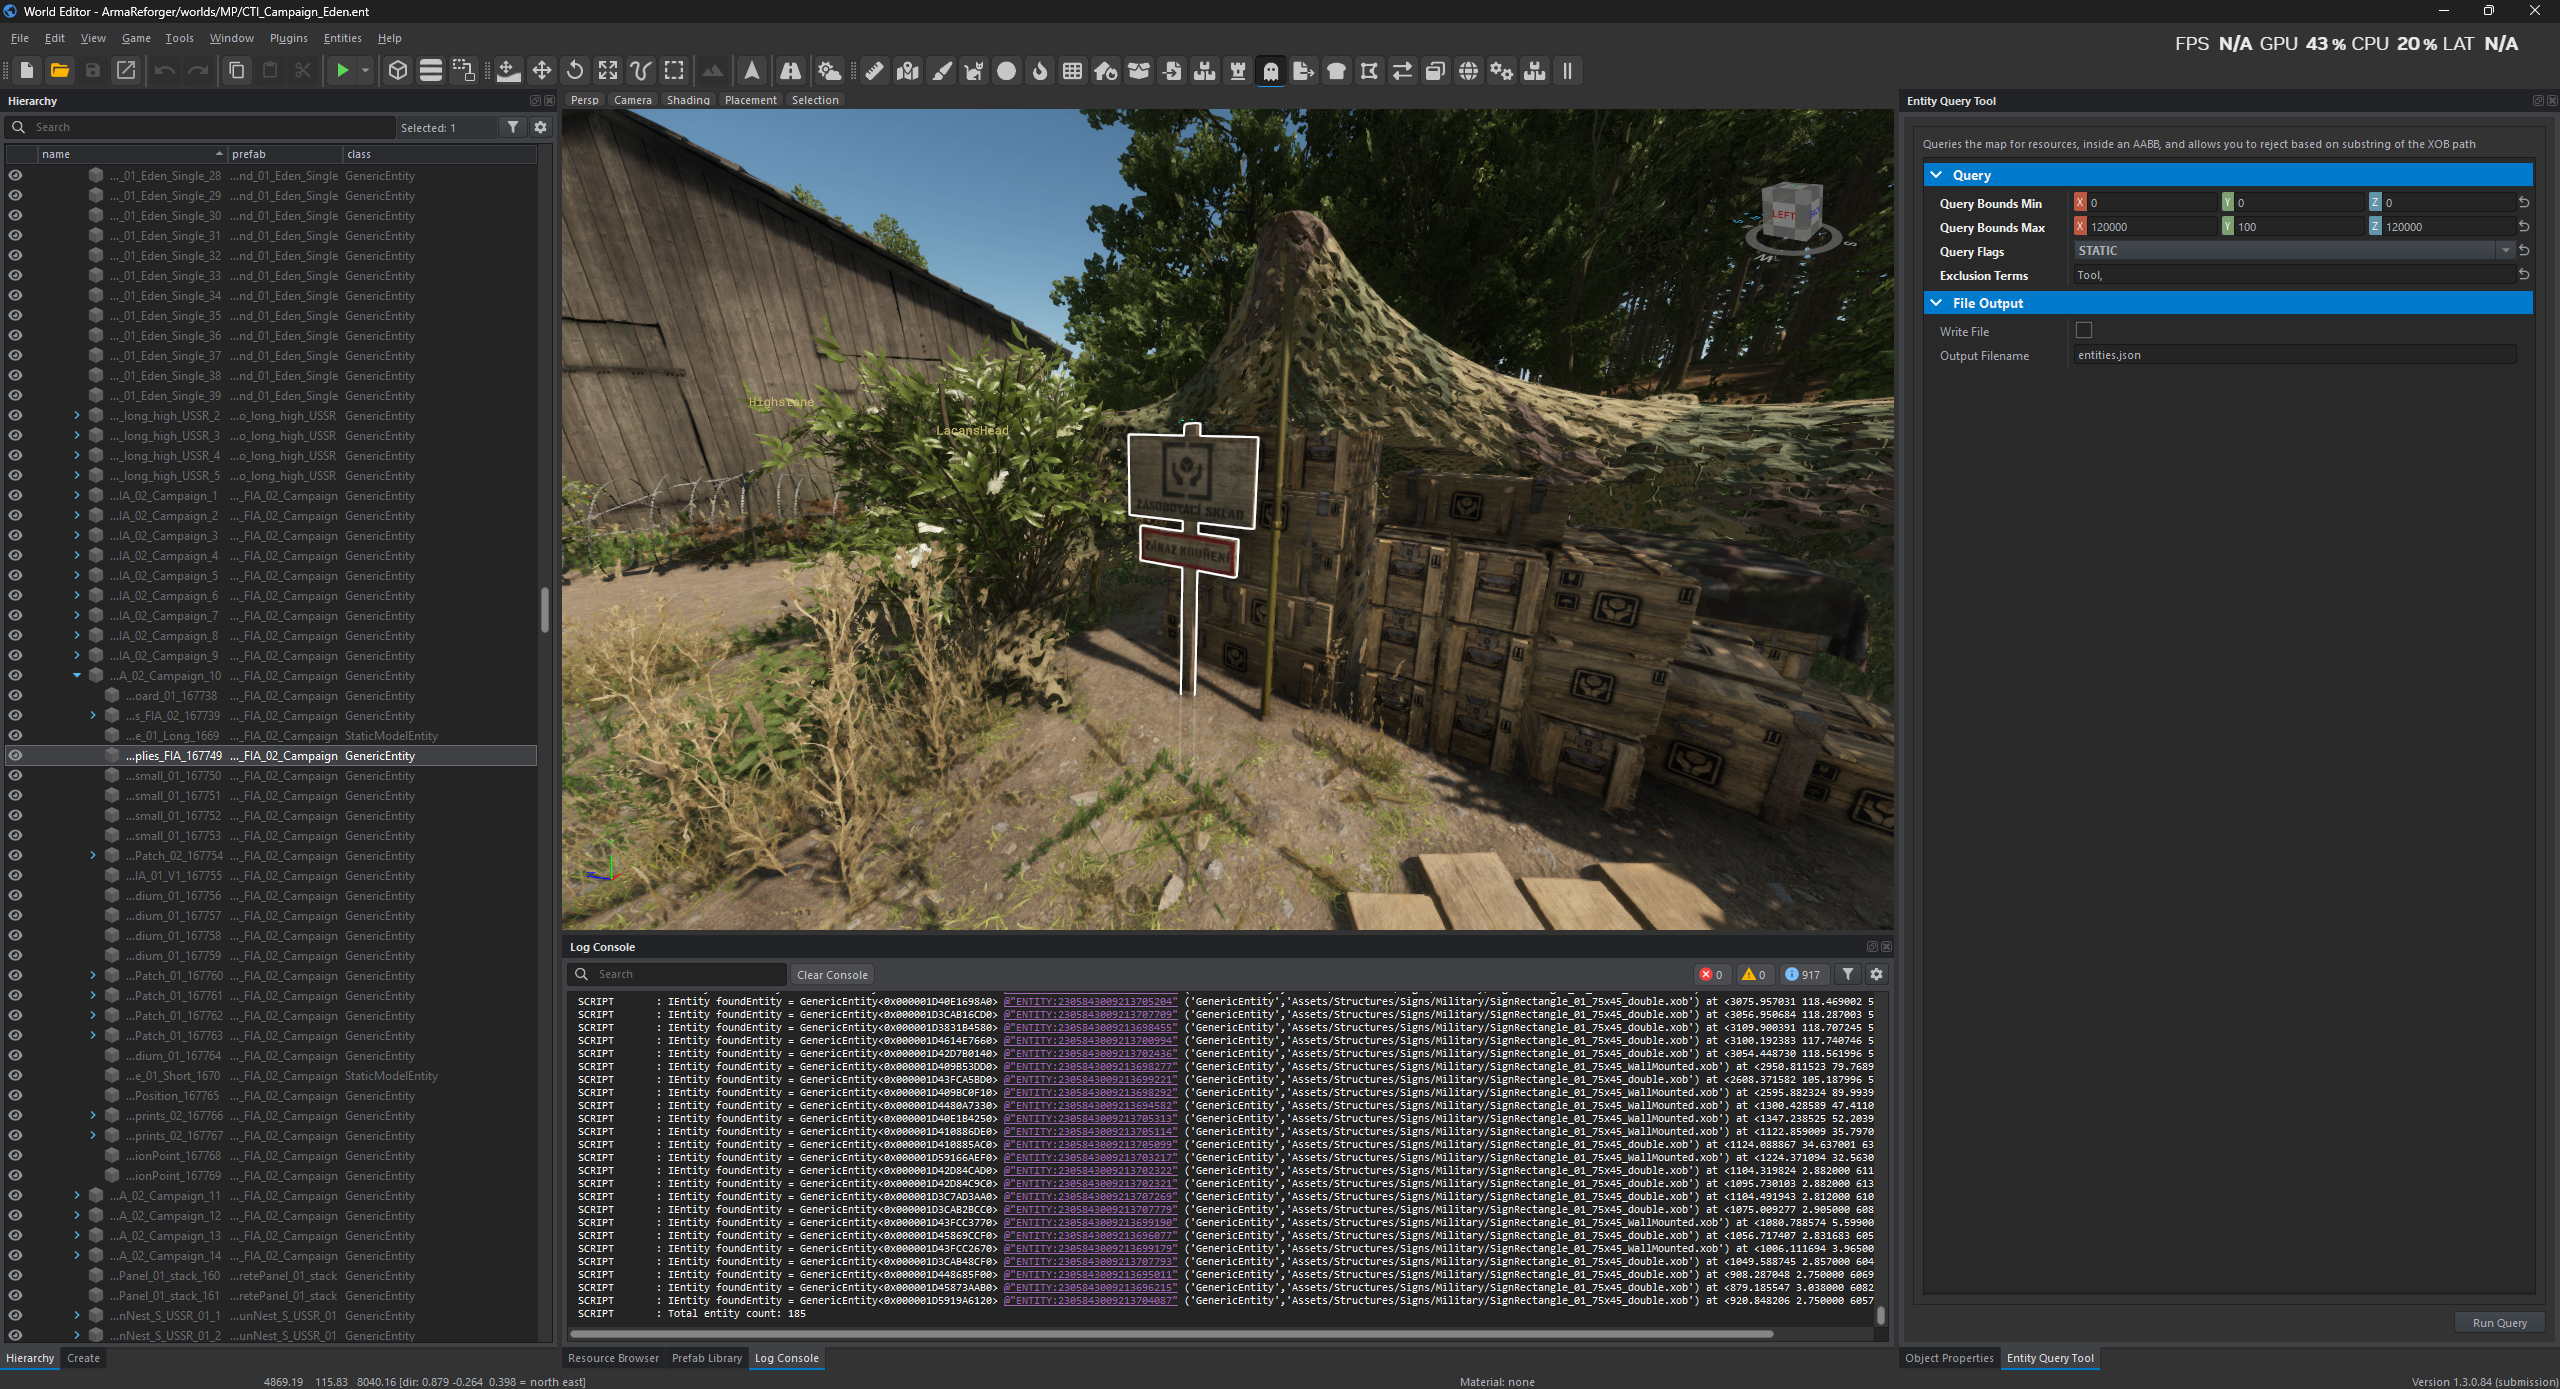 World Editor - ArmaReforger/worlds/MP/CTI_Campaign_Eden.ent
File Edit View Game Tools Window Plugins Entities Help
FPS N/A GPU 43 % CPU 20 % LAT N/A
Hierarchy
Search
Selected: 1
name prefab class
..._01_Eden_Single_28 ...nd_01_Eden_Single GenericEntity
..._01_Eden_Single_29 ...nd_01_Eden_Single GenericEntity
..._01_Eden_Single_30 ...nd_01_Eden_Single GenericEntity
..._01_Eden_Single_31 ...nd_01_Eden_Single GenericEntity
..._01_Eden_Single_32 ...nd_01_Eden_Single GenericEntity
..._01_Eden_Single_33 ...nd_01_Eden_Single GenericEntity
..._01_Eden_Single_34 ...nd_01_Eden_Single GenericEntity
..._01_Eden_Single_35 ...nd_01_Eden_Single GenericEntity
..._01_Eden_Single_36 ...nd_01_Eden_Single GenericEntity
..._01_Eden_Single_37 ...nd_01_Eden_Single GenericEntity
..._01_Eden_Single_38 ...nd_01_Eden_Single GenericEntity
..._01_Eden_Single_39 ...nd_01_Eden_Single GenericEntity
..._long_high_USSR_2 ...o_long_high_USSR GenericEntity
..._long_high_USSR_3 ...o_long_high_USSR GenericEntity
..._long_high_USSR_4 ...o_long_high_USSR GenericEntity
..._long_high_USSR_5 ...o_long_high_USSR GenericEntity
...IA_02_Campaign_1 ..._FIA_02_Campaign GenericEntity
...IA_02_Campaign_2 ..._FIA_02_Campaign GenericEntity
...IA_02_Campaign_3 ..._FIA_02_Campaign GenericEntity
...IA_02_Campaign_4 ..._FIA_02_Campaign GenericEntity
...IA_02_Campaign_5 ..._FIA_02_Campaign GenericEntity
...IA_02_Campaign_6 ..._FIA_02_Campaign GenericEntity
...IA_02_Campaign_7 ..._FIA_02_Campaign GenericEntity
...IA_02_Campaign_8 ..._FIA_02_Campaign GenericEntity
...IA_02_Campaign_9 ..._FIA_02_Campaign GenericEntity
...A_02_Campaign_10 ..._FIA_02_Campaign GenericEntity
...oard_01_167738 ..._FIA_02_Campaign GenericEntity
...s_FIA_02_167739 ..._FIA_02_Campaign GenericEntity
...e_01_Long_1669 ..._FIA_02_Campaign StaticModelEntity
...plies_FIA_167749 ..._FIA_02_Campaign GenericEntity
...small_01_167750 ..._FIA_02_Campaign GenericEntity
...small_01_167751 ..._FIA_02_Campaign GenericEntity
...small_01_167752 ..._FIA_02_Campaign GenericEntity
...small_01_167753 ..._FIA_02_Campaign GenericEntity
...Patch_02_167754 ..._FIA_02_Campaign GenericEntity
...IA_01_V1_167755 ..._FIA_02_Campaign GenericEntity
...dium_01_167756 ..._FIA_02_Campaign GenericEntity
...dium_01_167757 ..._FIA_02_Campaign GenericEntity
...dium_01_167758 ..._FIA_02_Campaign GenericEntity
...dium_01_167759 ..._FIA_02_Campaign GenericEntity
...Patch_01_167760 ..._FIA_02_Campaign GenericEntity
...Patch_01_167761 ..._FIA_02_Campaign GenericEntity
...Patch_01_167762 ..._FIA_02_Campaign GenericEntity
...Patch_01_167763 ..._FIA_02_Campaign GenericEntity
...dium_01_167764 ..._FIA_02_Campaign GenericEntity
...e_01_Short_1670 ..._FIA_02_Campaign StaticModelEntity
...Position_167765 ..._FIA_02_Campaign GenericEntity
...prints_02_167766 ..._FIA_02_Campaign GenericEntity
...prints_02_167767 ..._FIA_02_Campaign GenericEntity
...ionPoint_167768 ..._FIA_02_Campaign GenericEntity
...ionPoint_167769 ..._FIA_02_Campaign GenericEntity
...A_02_Campaign_11 ..._FIA_02_Campaign GenericEntity
...A_02_Campaign_12 ..._FIA_02_Campaign GenericEntity
...A_02_Campaign_13 ..._FIA_02_Campaign GenericEntity
...A_02_Campaign_14 ..._FIA_02_Campaign GenericEntity
...Panel_01_stack_160 ...retePanel_01_stack GenericEntity
...Panel_01_stack_161 ...retePanel_01_stack GenericEntity
...nNest_S_USSR_01_1 ...unNest_S_USSR_01 GenericEntity
...nNest_S_USSR_01_2 ...unNest_S_USSR_01 GenericEntity
Hierarchy Create
Persp Camera Shading Placement Selection
LEFT
Highstone
LacansHead
ZÁSOBOVACÍ SKLAD
ZÁKAZ KOUŘENÍ
Log Console
Search
Clear Console
0 0 917
SCRIPT : IEntity foundEntity = GenericEntity<0x000001D40E1698A0> @"ENTITY:2305843009213705204" ('GenericEntity','Assets/Structures/Signs/Military/SignRectangle_01_75x45_double.xob') at <3075.957031 118.469002 5
SCRIPT : IEntity foundEntity = GenericEntity<0x000001D3CAB16CD0> @"ENTITY:2305843009213707709" ('GenericEntity','Assets/Structures/Signs/Military/SignRectangle_01_75x45_double.xob') at <3056.950684 118.287003 5
SCRIPT : IEntity foundEntity = GenericEntity<0x000001D3831B4580> @"ENTITY:2305843009213698455" ('GenericEntity','Assets/Structures/Signs/Military/SignRectangle_01_75x45_double.xob') at <3109.900391 118.707245 5
SCRIPT : IEntity foundEntity = GenericEntity<0x000001D4614E7660> @"ENTITY:2305843009213700994" ('GenericEntity','Assets/Structures/Signs/Military/SignRectangle_01_75x45_double.xob') at <3100.192383 117.740746 5
SCRIPT : IEntity foundEntity = GenericEntity<0x000001D42D7B0140> @"ENTITY:2305843009213702436" ('GenericEntity','Assets/Structures/Signs/Military/SignRectangle_01_75x45_double.xob') at <3054.448730 118.561996 5
SCRIPT : IEntity foundEntity = GenericEntity<0x000001D409B53DD0> @"ENTITY:2305843009213698277" ('GenericEntity','Assets/Structures/Signs/Military/SignRectangle_01_75x45_WallMounted.xob') at <2950.811523 79.7689
SCRIPT : IEntity foundEntity = GenericEntity<0x000001D43FCA5BD0> @"ENTITY:2305843009213699221" ('GenericEntity','Assets/Structures/Signs/Military/SignRectangle_01_75x45_double.xob') at <2608.371582 105.187996 5
SCRIPT : IEntity foundEntity = GenericEntity<0x000001D409BC0F10> @"ENTITY:2305843009213698292" ('GenericEntity','Assets/Structures/Signs/Military/SignRectangle_01_75x45_WallMounted.xob') at <2595.882324 89.9939
SCRIPT : IEntity foundEntity = GenericEntity<0x000001D4480A7330> @"ENTITY:2305843009213694582" ('GenericEntity','Assets/Structures/Signs/Military/SignRectangle_01_75x45_WallMounted.xob') at <1300.428589 47.4110
SCRIPT : IEntity foundEntity = GenericEntity<0x000001D40E1B4250> @"ENTITY:2305843009213705313" ('GenericEntity','Assets/Structures/Signs/Military/SignRectangle_01_75x45_WallMounted.xob') at <1347.238525 52.2039
SCRIPT : IEntity foundEntity = GenericEntity<0x000001D410886DE0> @"ENTITY:2305843009213705114" ('GenericEntity','Assets/Structures/Signs/Military/SignRectangle_01_75x45_WallMounted.xob') at <1122.859009 35.7970
SCRIPT : IEntity foundEntity = GenericEntity<0x000001D410885AC0> @"ENTITY:2305843009213705099" ('GenericEntity','Assets/Structures/Signs/Military/SignRectangle_01_75x45_double.xob') at <1124.088867 34.637001 63
SCRIPT : IEntity foundEntity = GenericEntity<0x000001D59166AEF0> @"ENTITY:2305843009213703217" ('GenericEntity','Assets/Structures/Signs/Military/SignRectangle_01_75x45_WallMounted.xob') at <1224.371094 32.5630
SCRIPT : IEntity foundEntity = GenericEntity<0x000001D42D84CAD0> @"ENTITY:2305843009213702322" ('GenericEntity','Assets/Structures/Signs/Military/SignRectangle_01_75x45_double.xob') at <1104.319824 2.882000 611
SCRIPT : IEntity foundEntity = GenericEntity<0x000001D42D84C9C0> @"ENTITY:2305843009213702321" ('GenericEntity','Assets/Structures/Signs/Military/SignRectangle_01_75x45_double.xob') at <1095.730103 2.882000 613
SCRIPT : IEntity foundEntity = GenericEntity<0x000001D3C7AD3AA0> @"ENTITY:2305843009213707269" ('GenericEntity','Assets/Structures/Signs/Military/SignRectangle_01_75x45_double.xob') at <1104.491943 2.812000 610
SCRIPT : IEntity foundEntity = GenericEntity<0x000001D3CAB2BCC0> @"ENTITY:2305843009213707779" ('GenericEntity','Assets/Structures/Signs/Military/SignRectangle_01_75x45_double.xob') at <1075.009277 2.905000 608
SCRIPT : IEntity foundEntity = GenericEntity<0x000001D43FCC3770> @"ENTITY:2305843009213699190" ('GenericEntity','Assets/Structures/Signs/Military/SignRectangle_01_75x45_WallMounted.xob') at <1080.788574 5.59900
SCRIPT : IEntity foundEntity = GenericEntity<0x000001D45869CCF0> @"ENTITY:2305843009213696077" ('GenericEntity','Assets/Structures/Signs/Military/SignRectangle_01_75x45_double.xob') at <1056.717407 2.831683 605
SCRIPT : IEntity foundEntity = GenericEntity<0x000001D43FCC2670> @"ENTITY:2305843009213699179" ('GenericEntity','Assets/Structures/Signs/Military/SignRectangle_01_75x45_WallMounted.xob') at <1006.111694 3.96500
SCRIPT : IEntity foundEntity = GenericEntity<0x000001D3CAB48CF0> @"ENTITY:2305843009213707793" ('GenericEntity','Assets/Structures/Signs/Military/SignRectangle_01_75x45_double.xob') at <1049.588745 2.857000 604
SCRIPT : IEntity foundEntity = GenericEntity<0x000001D448685F00> @"ENTITY:2305843009213695011" ('GenericEntity','Assets/Structures/Signs/Military/SignRectangle_01_75x45_double.xob') at <908.287048 2.750000 6069
SCRIPT : IEntity foundEntity = GenericEntity<0x000001D45873AAB0> @"ENTITY:2305843009213696215" ('GenericEntity','Assets/Structures/Signs/Military/SignRectangle_01_75x45_double.xob') at <879.185547 3.038000 6082
SCRIPT : IEntity foundEntity = GenericEntity<0x000001D5919A6120> @"ENTITY:2305843009213704087" ('GenericEntity','Assets/Structures/Signs/Military/SignRectangle_01_75x45_double.xob') at <920.848206 2.750000 6057
SCRIPT : Total entity count: 185
Resource Browser Prefab Library Log Console
Entity Query Tool
Queries the map for resources, inside an AABB, and allows you to reject based on substring of the XOB path
Query
Query Bounds Min X 0 Y 0 Z 0
Query Bounds Max X 120000 Y 100 Z 120000
Query Flags STATIC
Exclusion Terms Tool,
File Output
Write File
Output Filename entities.json
Run Query
Object Properties Entity Query Tool
4869.19 115.83 8040.16 [dir: 0.879 -0.264 0.398 = north east]
Material: none
Version 1.3.0.84 (submission)